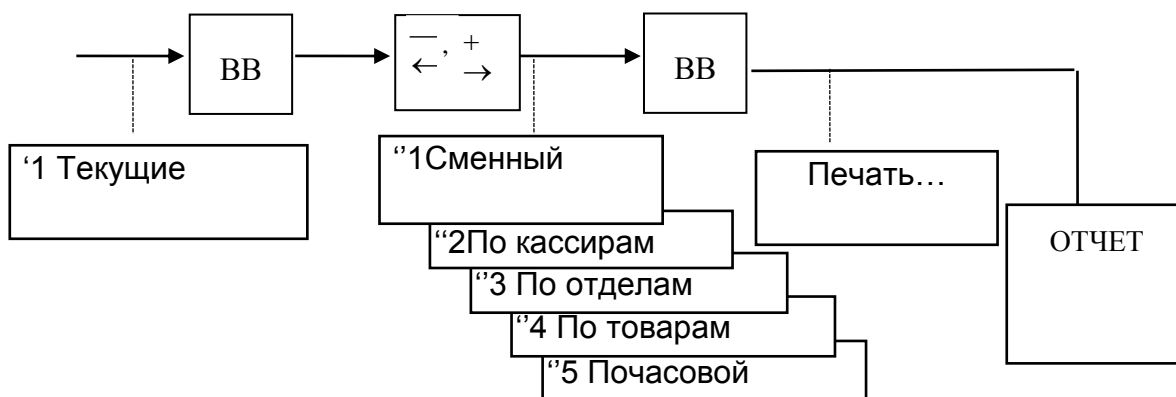 ВВ
— , +
← →
ВВ
‘1 Текущие
‘’1Сменный
‘‘2По кассирам
‘’3 По отделам
‘’4 По товарам
‘’5 Почасовой
Печать…
ОТЧЕТ